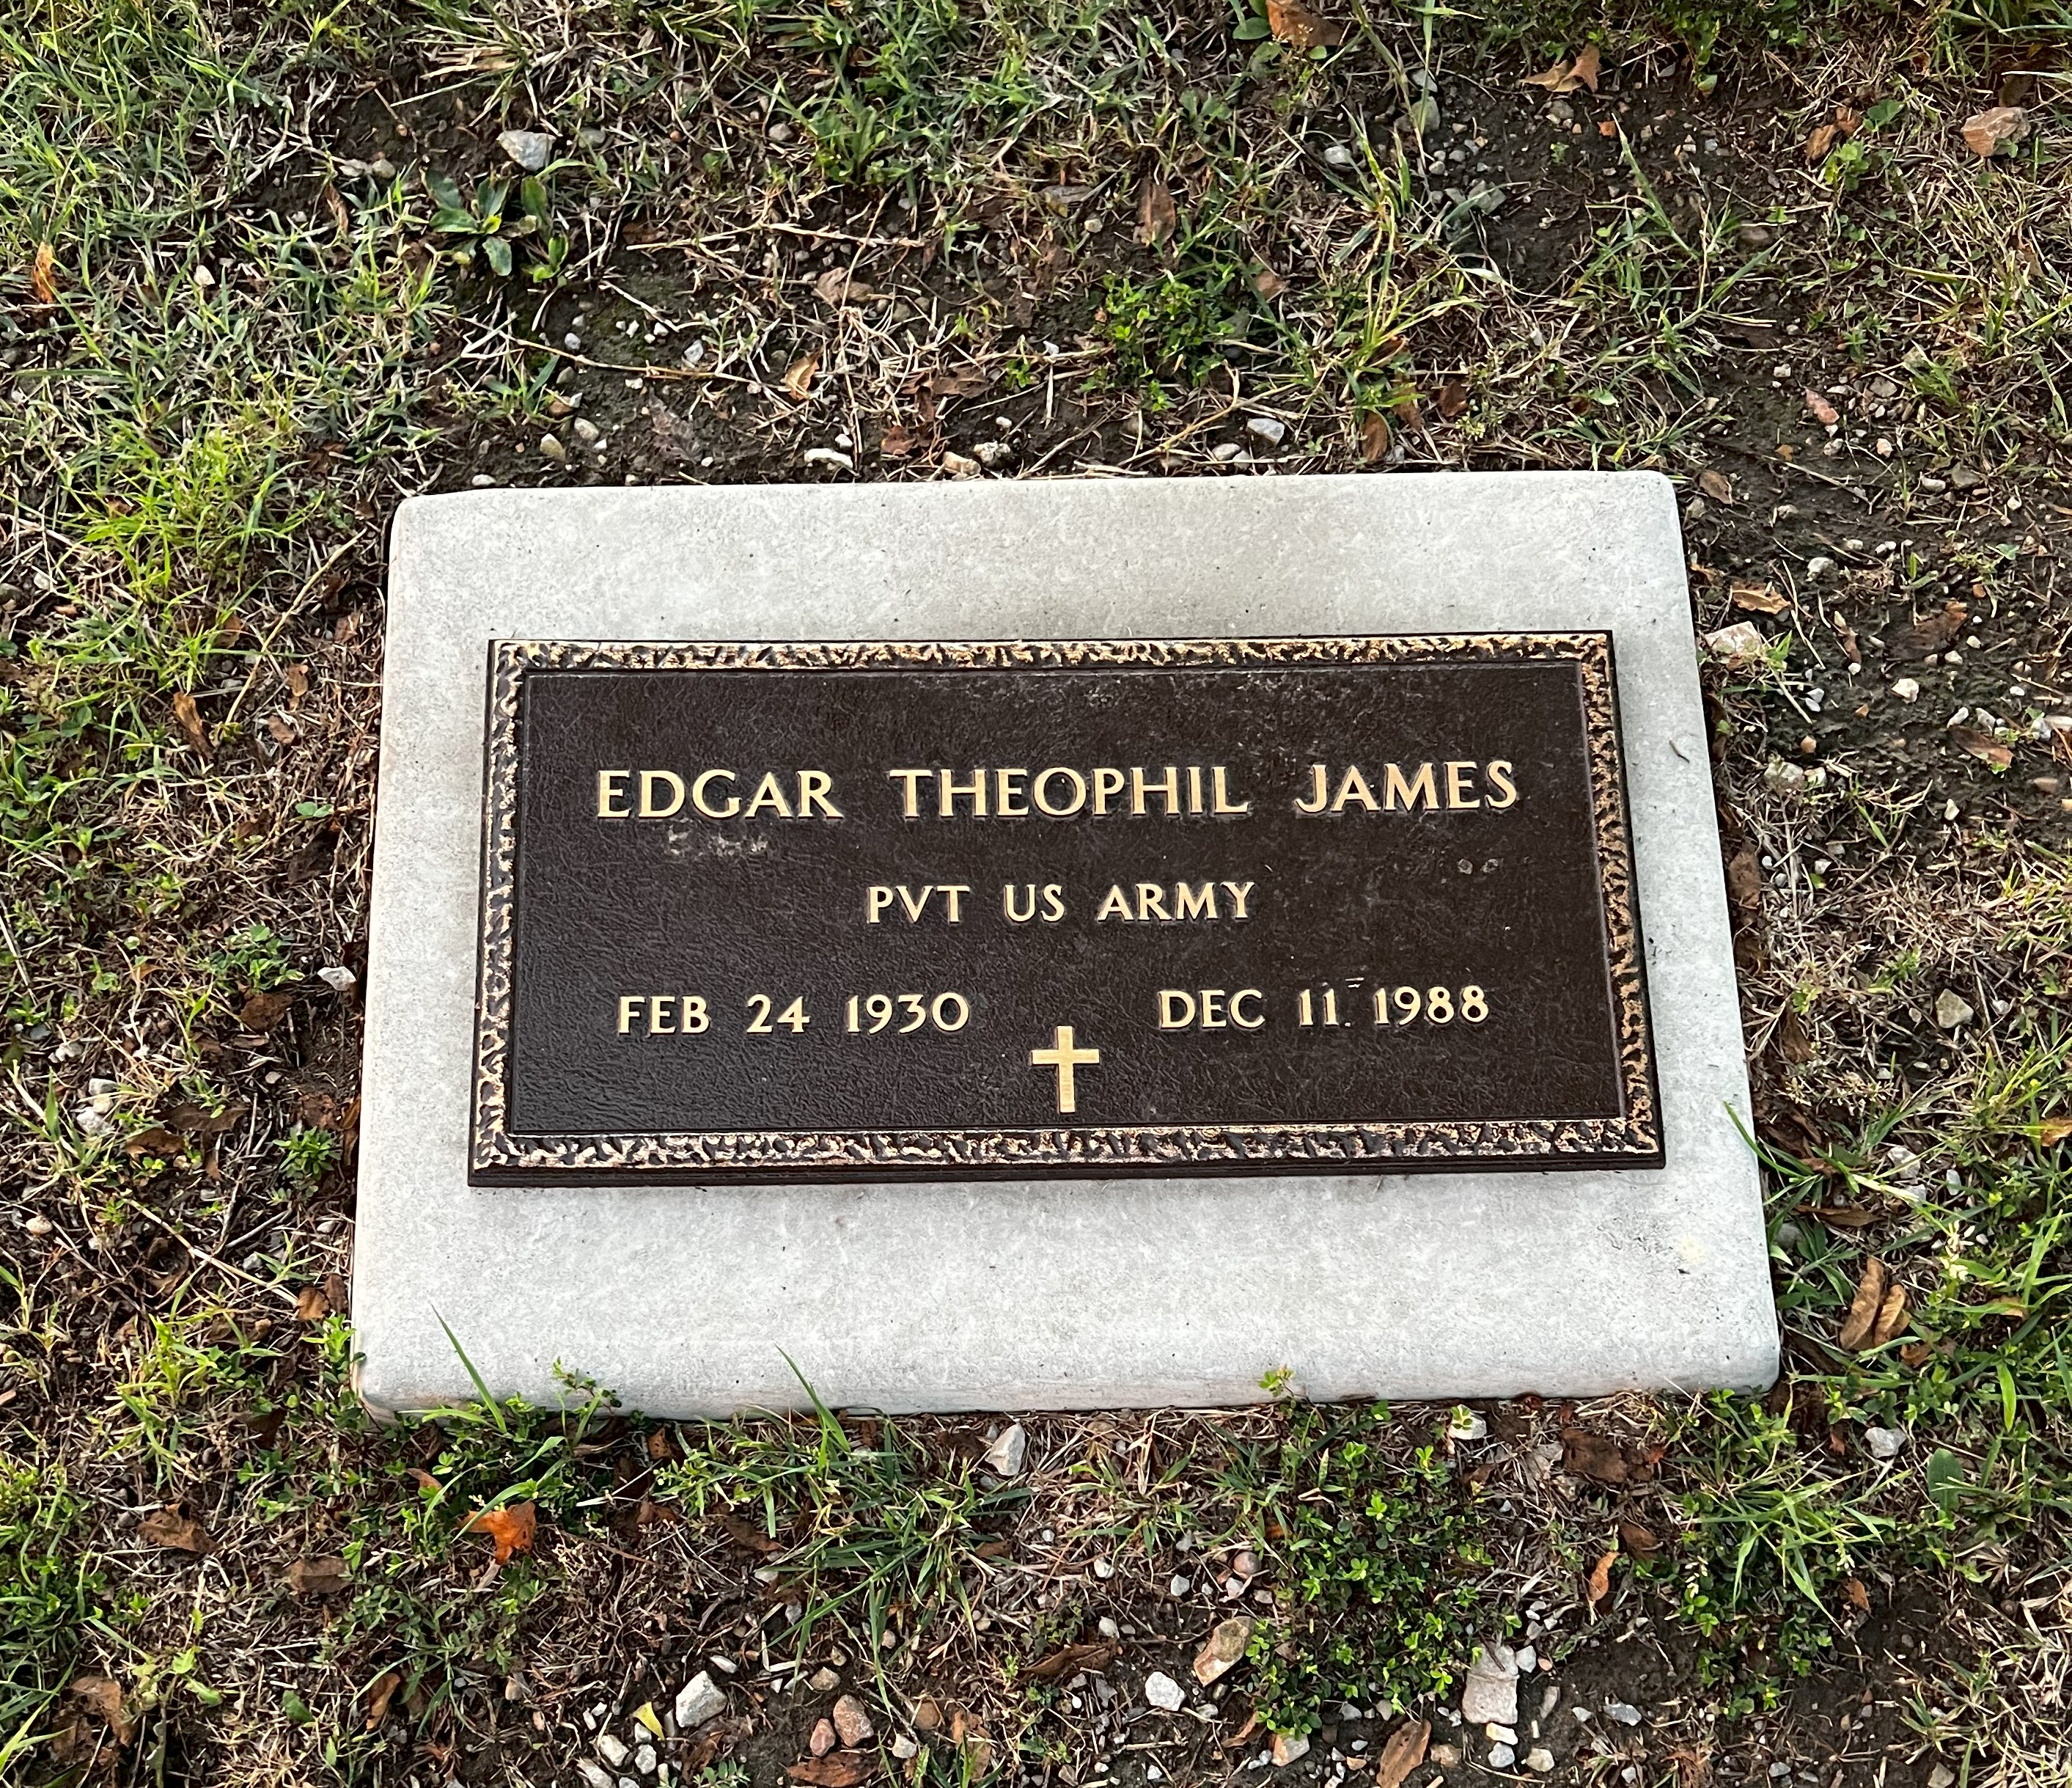 EDGAR THEOPHIL JAMES
PVT US ARMY
FEB 24 1930 DEC 11 1988